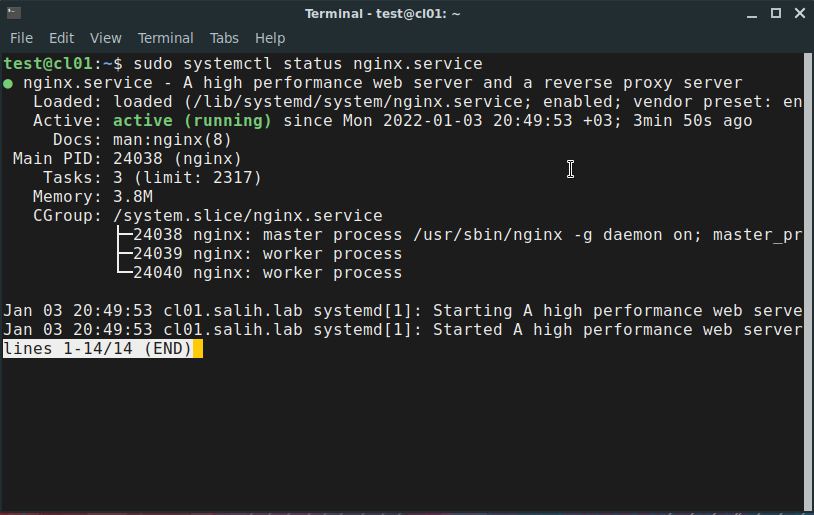 Terminal - test@cl01: ~
File Edit View Terminal Tabs Help
test@cl01:~$ sudo systemctl status nginx.service
● nginx.service - A high performance web server and a reverse proxy server
   Loaded: loaded (/lib/systemd/system/nginx.service; enabled; vendor preset: en
   Active: active (running) since Mon 2022-01-03 20:49:53 +03; 3min 50s ago
     Docs: man:nginx(8)
 Main PID: 24038 (nginx)
    Tasks: 3 (limit: 2317)
   Memory: 3.8M
   CGroup: /system.slice/nginx.service
           ├─24038 nginx: master process /usr/sbin/nginx -g daemon on; master_pr
           ├─24039 nginx: worker process
           └─24040 nginx: worker process
Jan 03 20:49:53 cl01.salih.lab systemd[1]: Starting A high performance web serve
Jan 03 20:49:53 cl01.salih.lab systemd[1]: Started A high performance web server
lines 1-14/14 (END)